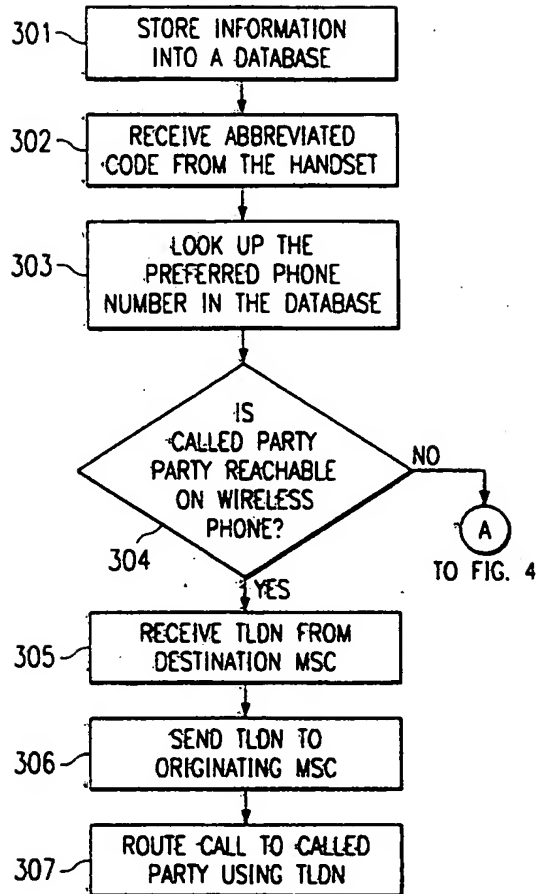 301
STORE INFORMATION
INTO A DATABASE
302
RECEIVE ABBREVIATED
CODE FROM THE HANDSET
303
LOOK UP THE
PREFERRED PHONE
NUMBER IN THE DATABASE
IS
CALLED PARTY
PARTY REACHABLE
ON WIRELESS
PHONE?
304
NO
A
TO FIG. 4
YES
305
RECEIVE TLDN FROM
DESTINATION MSC
306
SEND TLDN TO
ORIGINATING MSC
307
ROUTE CALL TO CALLED
PARTY USING TLDN